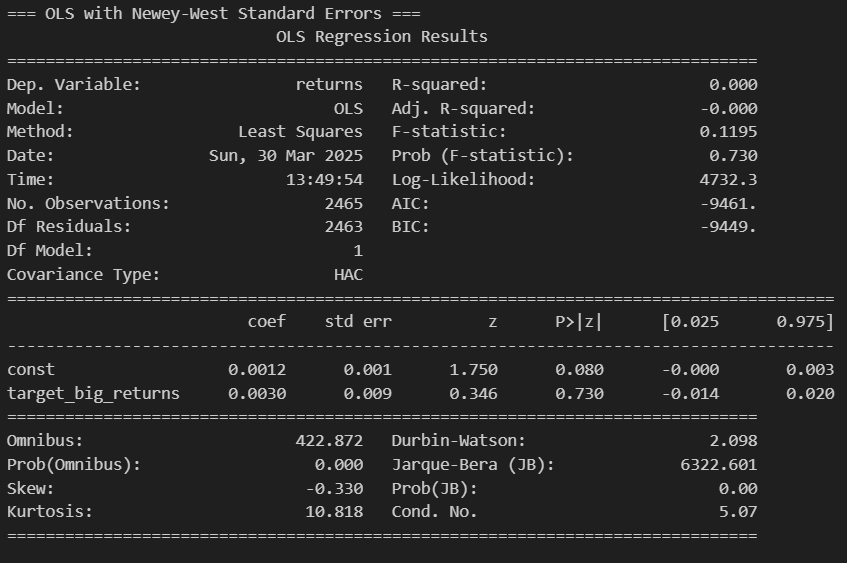 === OLS with Newey-West Standard Errors ===
                            OLS Regression Results
==============================================================================
Dep. Variable:                returns   R-squared:                       0.000
Model:                            OLS   Adj. R-squared:                 -0.000
Method:                 Least Squares   F-statistic:                    0.1195
Date:                Sun, 30 Mar 2025   Prob (F-statistic):              0.730
Time:                        13:49:54   Log-Likelihood:                 4732.3
No. Observations:                2465   AIC:                            -9461.
Df Residuals:                    2463   BIC:                            -9449.
Df Model:                           1
Covariance Type:                  HAC
======================================================================================
                         coef    std err          z      P>|z|      [0.025      0.975]
--------------------------------------------------------------------------------------
const                  0.0012      0.001      1.750      0.080      -0.000       0.003
target_big_returns     0.0030      0.009      0.346      0.730      -0.014       0.020
==============================================================================
Omnibus:                      422.872   Durbin-Watson:                   2.098
Prob(Omnibus):                  0.000   Jarque-Bera (JB):             6322.601
Skew:                          -0.330   Prob(JB):                         0.00
Kurtosis:                      10.818   Cond. No.                         5.07
==============================================================================